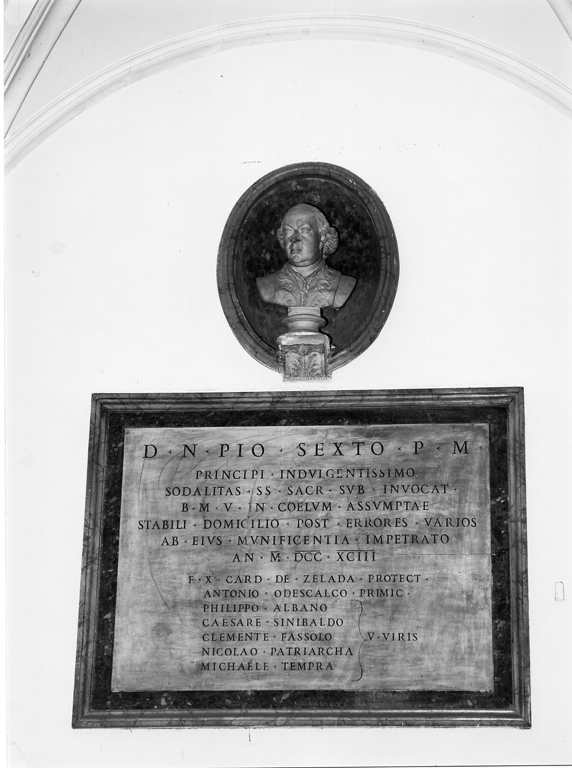 D · N · PIO · SEXTO · P · M ·
PRINCIPI · INDVLGENTISSIMO
SODALITAS · SS · SACR · SVB · INVOCAT ·
B · M · V · IN · COELVM · ASSVMPTAE
STABILI · DOMICILIO · POST · ERRORES · VARIOS
AB · EIVS · MVNIFICENTIA · IMPETRATO
AN · M · DCC · XCIII
F · X · CARD · DE · ZELADA · PROTECT ·
ANTONIO · ODESCALCO · PRIMIC ·
PHILIPPO · ALBANO
CAESARE · SINIBALDO
CLEMENTE · FASSOLO
V · VIRIS
NICOLAO · PATRIARCHA
MICHAËLE · TEMPRA